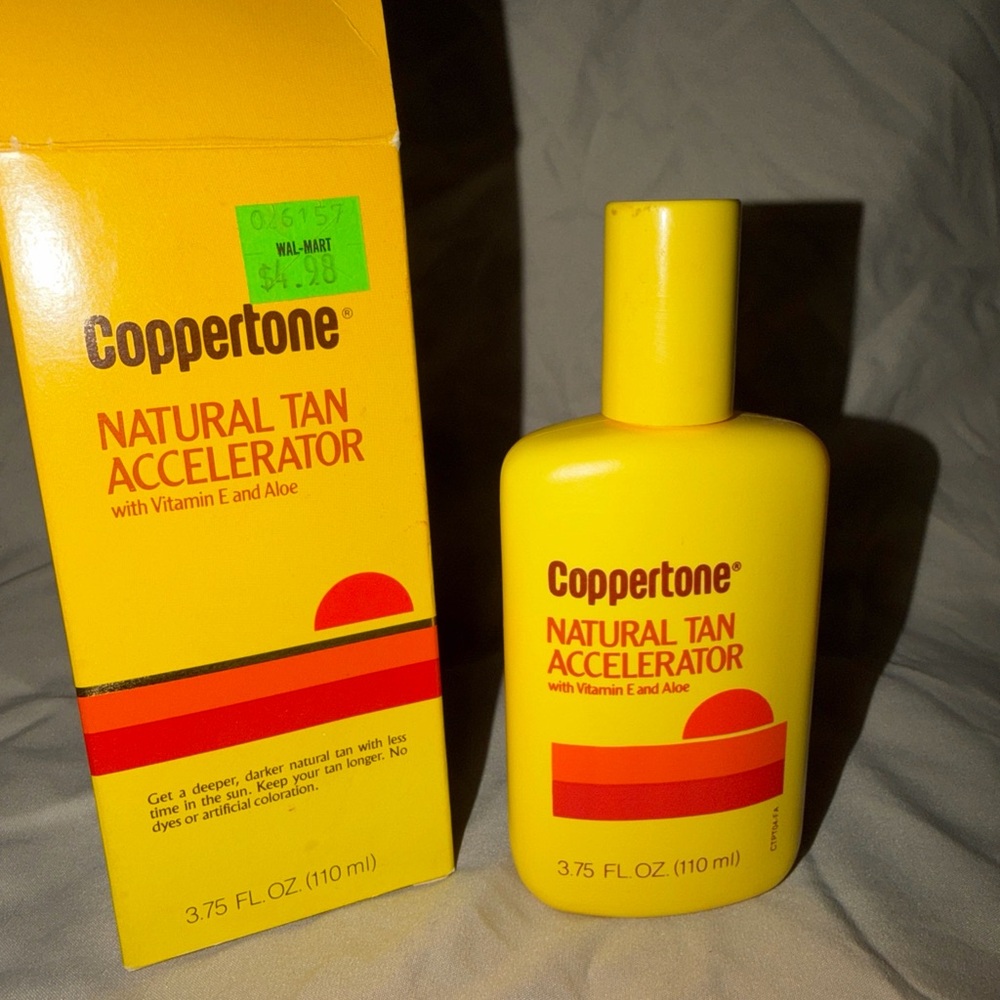 026157
WAL-MART
$4.98
Coppertone®
NATURAL TAN
ACCELERATOR
with Vitamin E and Aloe
Get a deeper, darker natural tan with less
time in the sun. Keep your tan longer. No
dyes or artificial coloration.
3.75 FL. OZ. (110 ml)
Coppertone®
NATURAL TAN
ACCELERATOR
with Vitamin E and Aloe
3.75 FL. OZ. (110 ml)